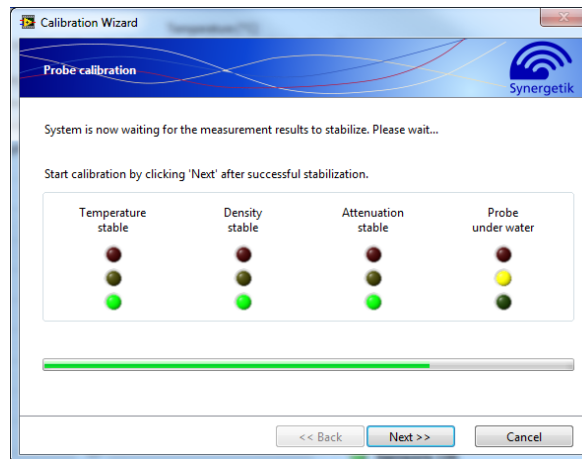 Calibration Wizard
Probe calibration
Synergetik
System is now waiting for the measurement results to stabilize. Please wait...
Start calibration by clicking 'Next' after successful stabilization.
Temperature stable
Density stable
Attenuation stable
Probe under water
<< Back
Next >>
Cancel